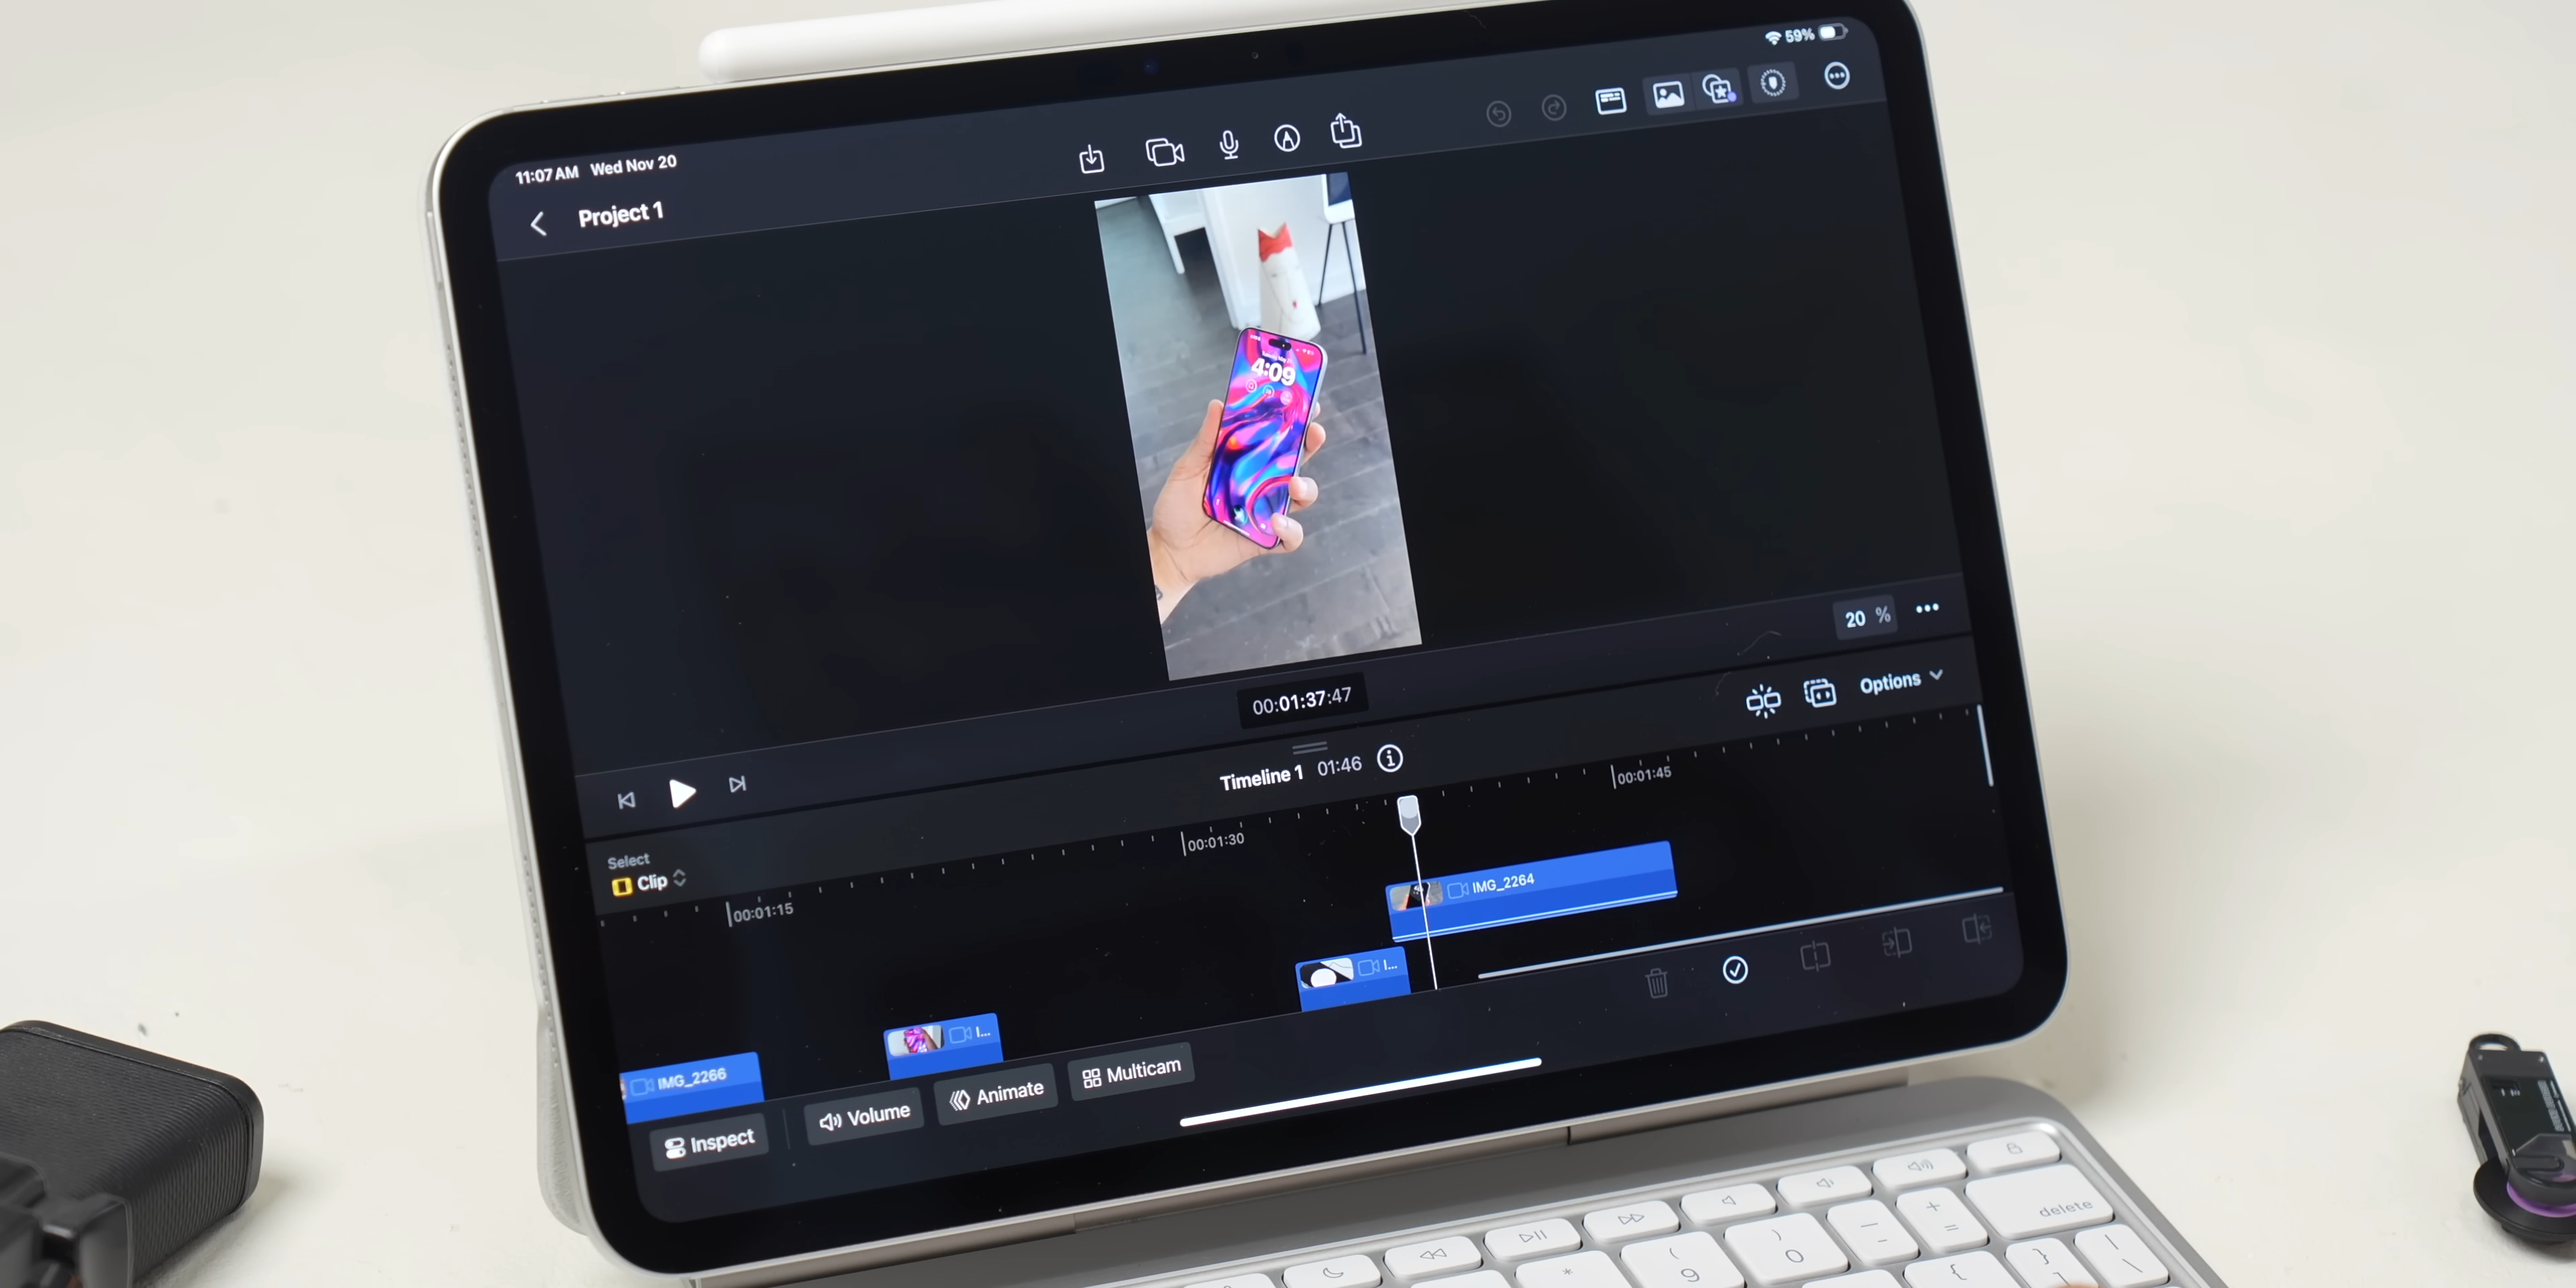 59%
11:07 AM Wed Nov 20
Project 1
4:09
20 %
00:01:37:47
Options
Timeline 1 01:46
00:01:45
00:01:30
Select
Clip
00:01:15
IMG_2264
I...
I...
IMG_2266
Multicam
Animate
Volume
Inspect
delete
+
=
—
-
)
0
(
9
*
{
}
]
|
\